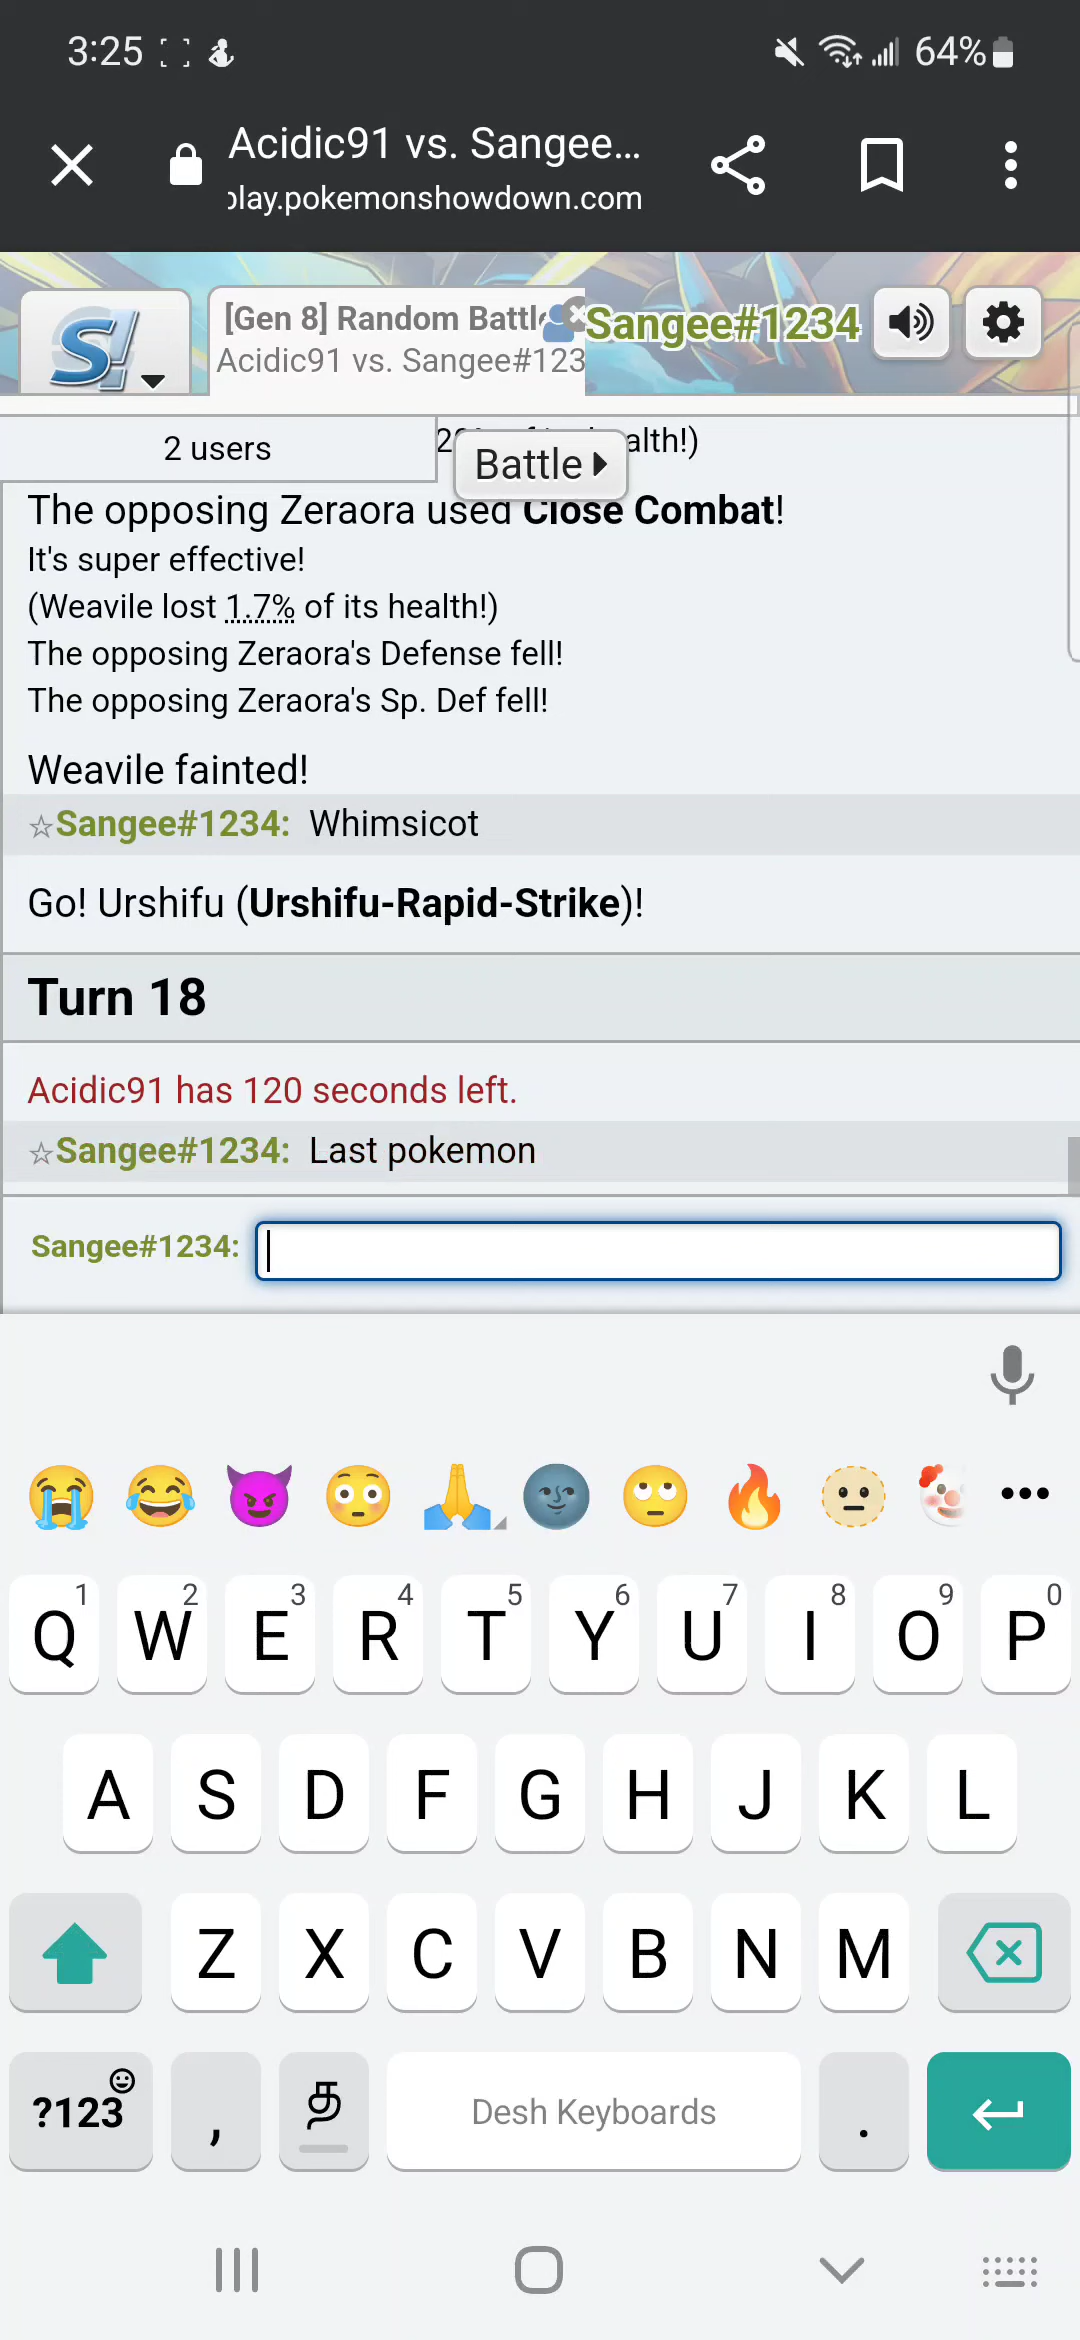 3:25
64%
Acidic91 vs. Sangee...
play.pokemonshowdown.com
S!
[Gen 8] Random Battle
Acidic91 vs. Sangee#123
Sangee#1234
2 users
alth!)
Battle
The opposing Zeraora used Close Combat!
It's super effective!
(Weavile lost 1.7% of its health!)
The opposing Zeraora's Defense fell!
The opposing Zeraora's Sp. Def fell!
Weavile fainted!
☆Sangee#1234: Whimsicot
Go! Urshifu (Urshifu-Rapid-Strike)!
Turn 18
Acidic91 has 120 seconds left.
☆Sangee#1234: Last pokemon
Sangee#1234:
1 2 3 4 5 6 7 8 9 0
Q W E R T Y U I O P
A S D F G H J K L
Z X C V B N M
?123 , த Desh Keyboards .